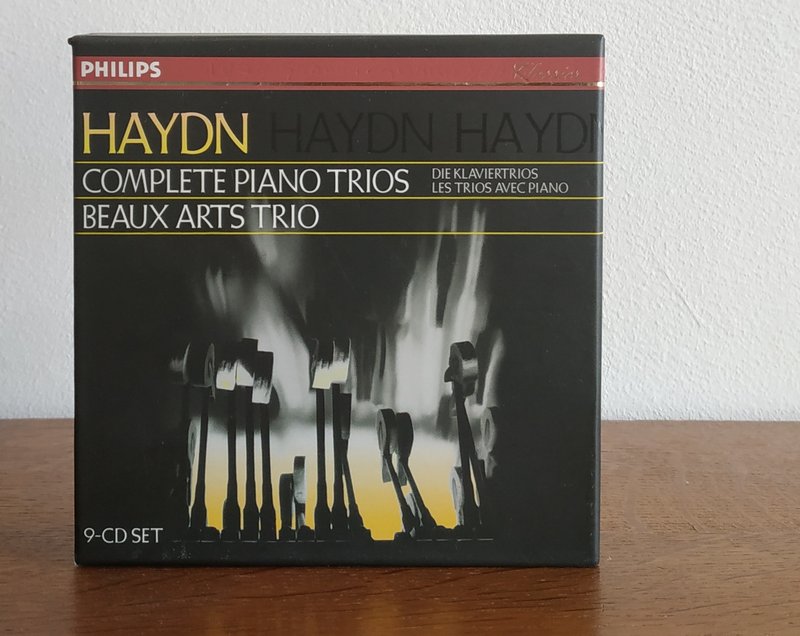 PHILIPS Classics
HAYDN HAYDN HAYDN
COMPLETE PIANO TRIOS
DIE KLAVIERTRIOS
LES TRIOS AVEC PIANO
BEAUX ARTS TRIO
9-CD SET